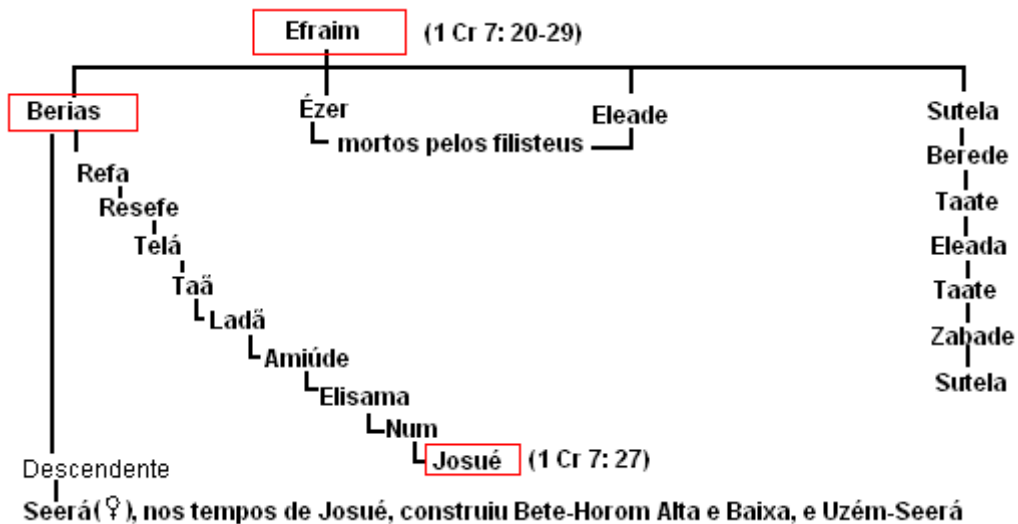 Efraim (1 Cr 7: 20-29)
Berias Ézer Eleade Sutela
mortos pelos filisteus
Berede
Refa
Resefe Taate
Telá Eleada
Taã Taate
Ladã
Zabade
Amiúde
Sutela
Elisama
Num
Josué (1 Cr 7: 27)
Descendente
Seerá(♀), nos tempos de Josué, construiu Bete-Horom Alta e Baixa, e Uzém-Seerá